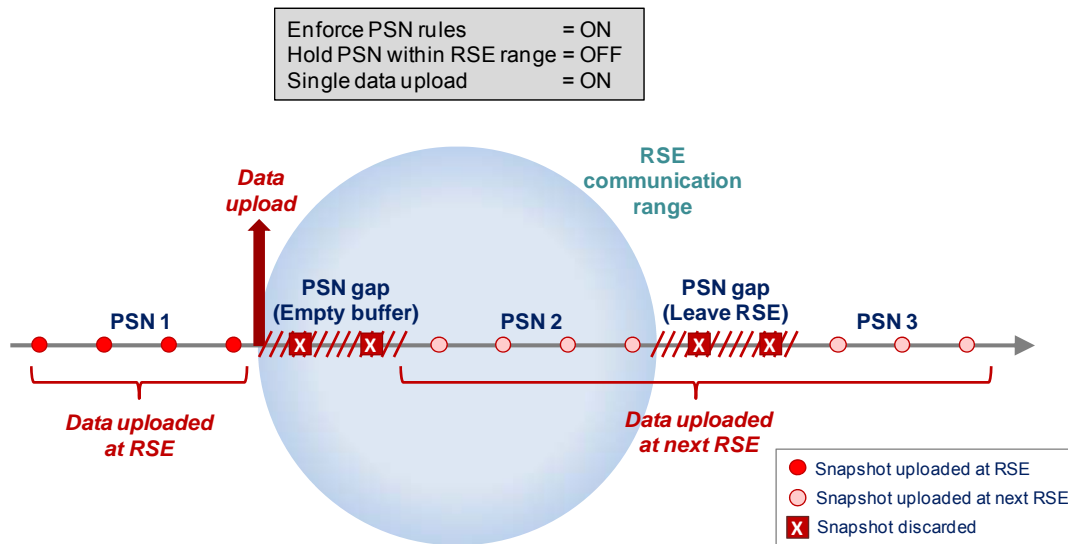 Enforce PSN rules = ON
Hold PSN within RSE range = OFF
Single data upload = ON
RSE
communication
range
Data
upload
PSN gap
(Empty buffer)
PSN gap
(Leave RSE)
PSN 1
PSN 2
PSN 3
X
X
X
X
Data uploaded
at RSE
Data uploaded
at next RSE
Snapshot uploaded at RSE
Snapshot uploaded at next RSE
X Snapshot discarded